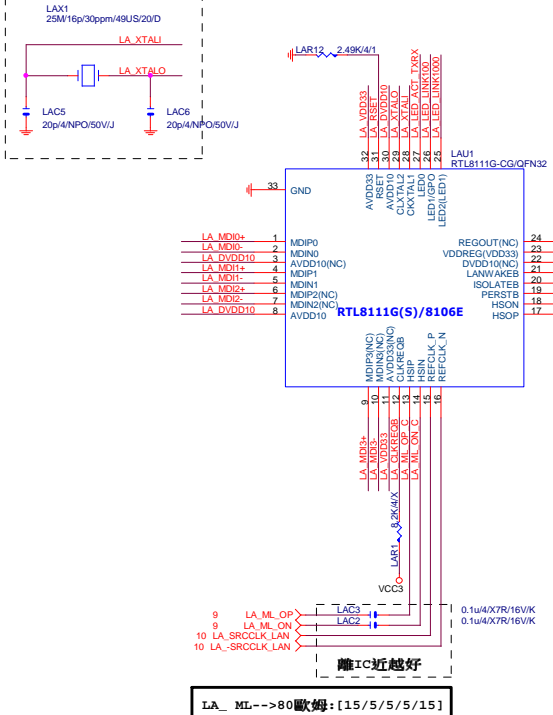 LAX1
25M/16p/30ppm/49US/20/D
LA_XTALI
LA_XTALO
LAC5
20p/4/NPO/50V/J
LAC6
20p/4/NPO/50V/J
LAR12
2.49K/4/1
LA_VDD33
LA_RSET
LA_DVDD10
LA_XTALO
LA_XTALI
LA_LED_ACT_TXRX
LA_LED_LINK100
LA_LED_LINK1000
32
31
30
29
28
27
26
25
LAU1
RTL8111G-CG/QFN32
33
GND
AVDD33
RSET
AVDD10
CLXTAL2
CKXTAL1
LED0
LED1/GPO
LED2(LED1)
LA_MDI0+
1
MDIP0
LA_MDI0-
2
MDIN0
LA_DVDD10
3
AVDD10(NC)
LA_MDI1+
4
MDIP1
LA_MDI1-
5
MDIN1
LA_MDI2+
6
MDIP2(NC)
LA_MDI2-
7
MDIN2(NC)
LA_DVDD10
8
AVDD10
RTL8111G(S)/8106E
REGOUT(NC)
24
VDDREG(VDD33)
23
DVDD10(NC)
22
LANWAKEB
21
ISOLATEB
20
PERSTB
19
HSON
18
HSOP
17
MDIP3(NC)
MDIN3(NC)
AVDD33(NC)
CLKREQB
HSIP
HSIN
REFCLK_P
REFCLK_N
9
10
11
12
13
14
15
16
LA_MDI3+
LA_MDI3-
LA_VDD33
LA_CLKREQB
LA_ML_OP_C
LA_ML_ON_C
LAR1
8.2K/4/X
VCC3
9
LA_ML_OP
LAC3
0.1u/4/X7R/16V/K
9
LA_ML_ON
LAC2
0.1u/4/X7R/16V/K
10
LA_SRCCLK_LAN
10
LA_-SRCCLK_LAN
離IC近越好
LA_ ML-->80歐姆:[15/5/5/5/15]